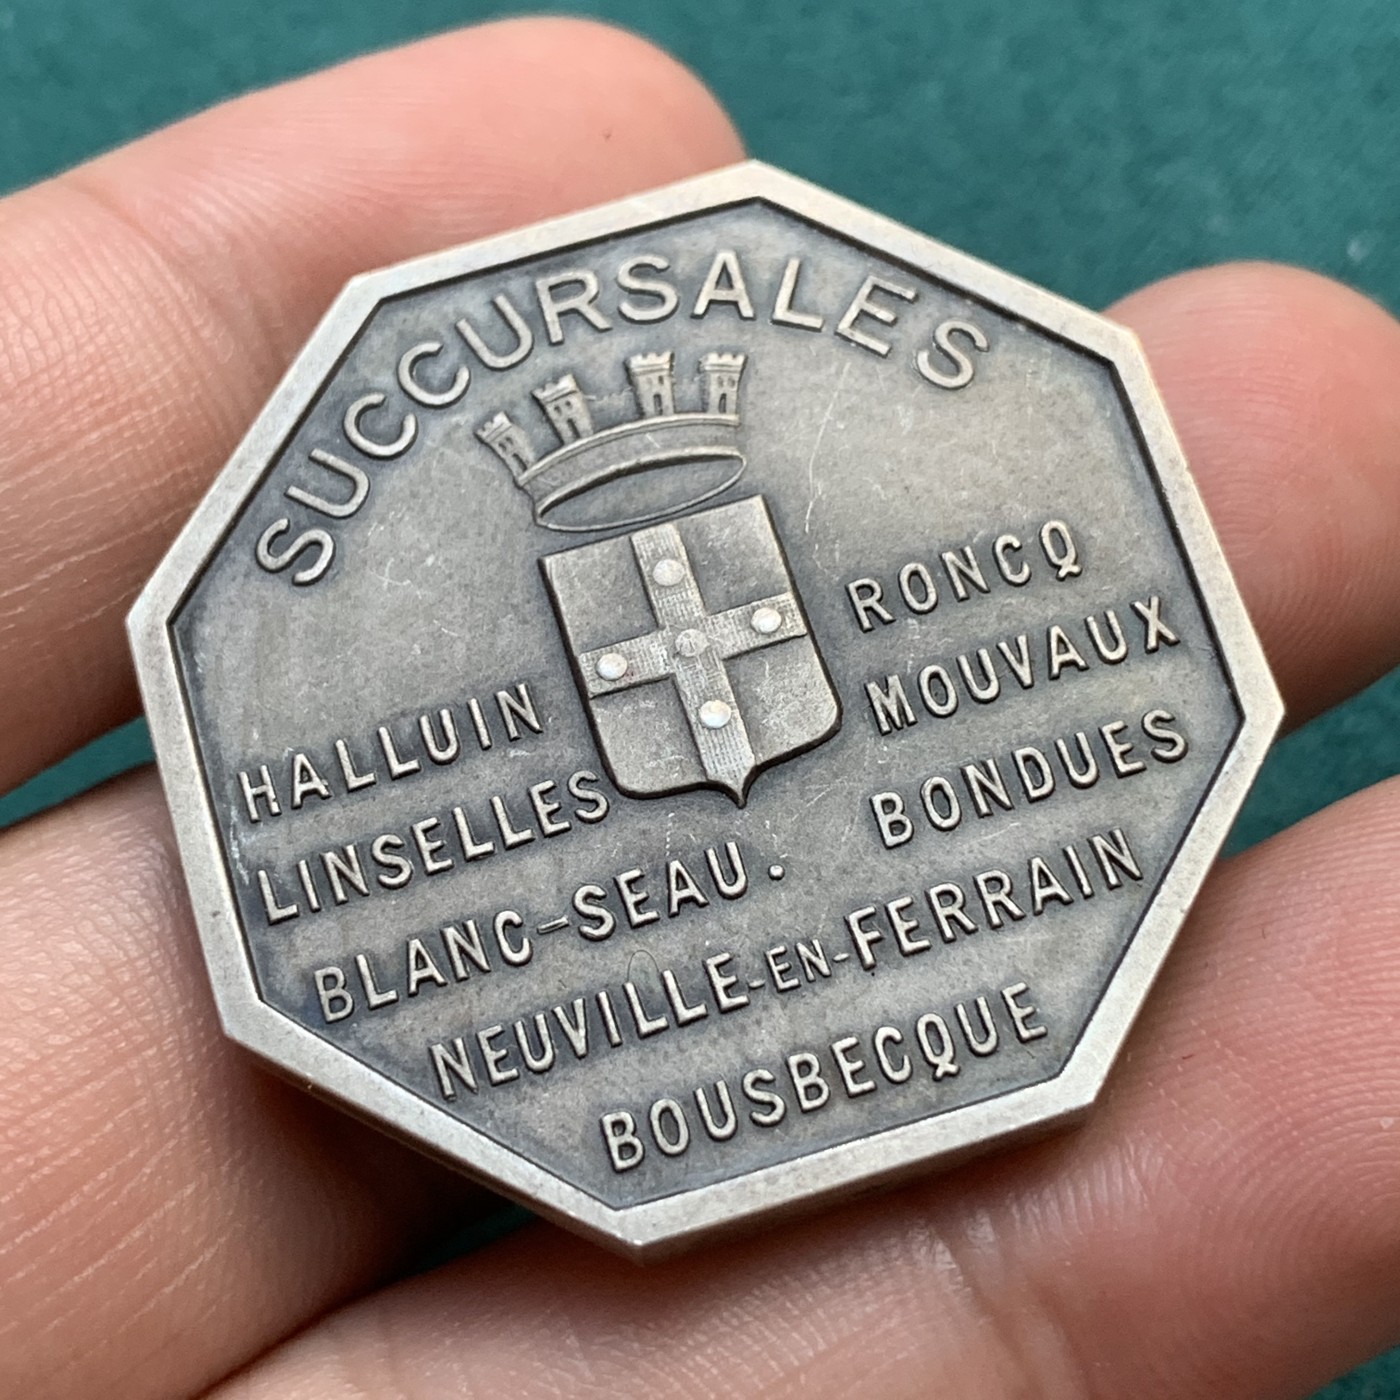 SUCCURSALES
HALLUIN RONCQ
LINSELLES MOUVAUX
BLANC-SEAU. BONDUES
NEUVILLE-EN-FERRAIN
BOUSBECQUE